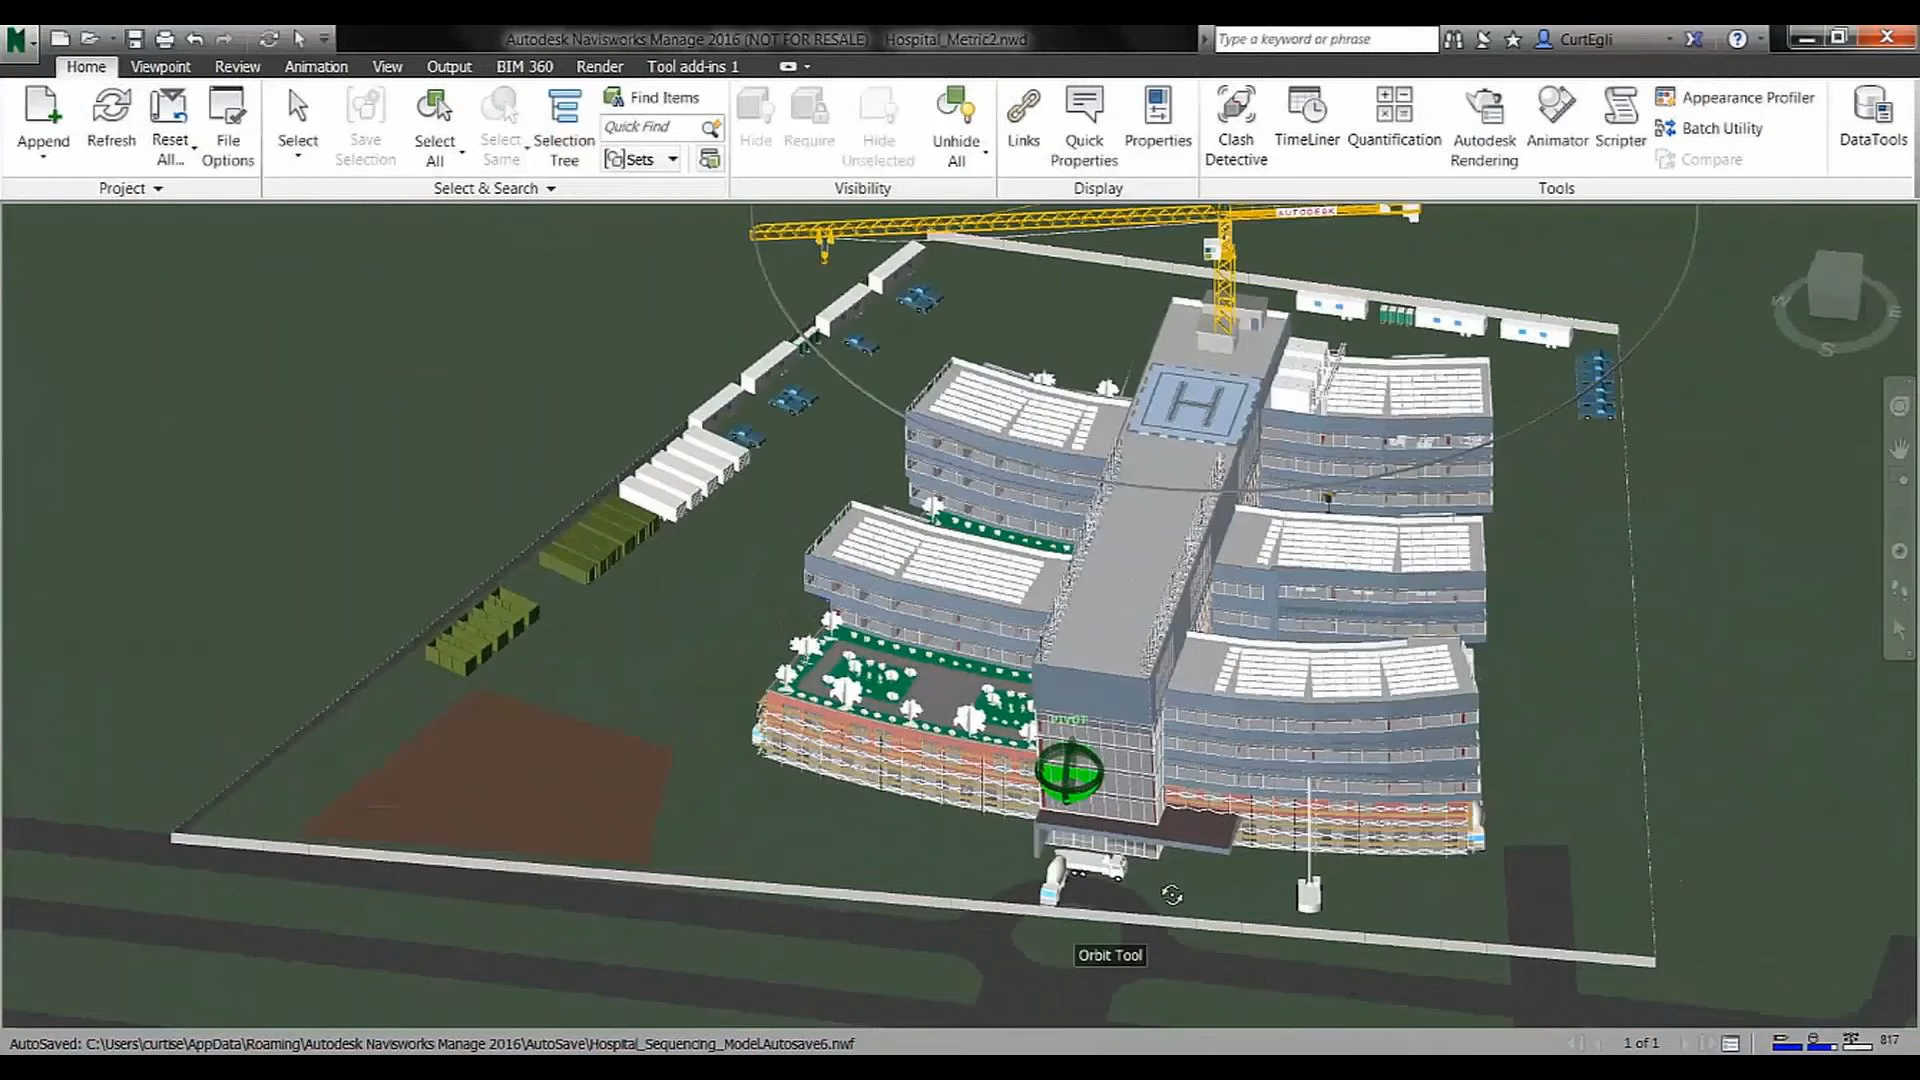 Autodesk Navisworks Manage 2016 (NOT FOR RESALE) Hospital_Metric2.nwd
Type a keyword or phrase
CurtEgli
Home Viewpoint Review Animation View Output BIM 360 Render Tool add-ins 1
Append
Refresh
Reset All...
File Options
Project
Select
Save Selection
Select All
Select Same
Selection Tree
Find Items
Quick Find
Sets
Select & Search
Hide
Require
Hide Unselected
Unhide All
Visibility
Links
Quick Properties
Properties
Display
Clash Detective
TimeLiner
Quantification
Autodesk Rendering
Animator
Scripter
Appearance Profiler
Batch Utility
Compare
Tools
DataTools
AUTODESK
W
E
S
H
PIVOT
Orbit Tool
AutoSaved: C:\Users\curtise\AppData\Roaming\Autodesk Navisworks Manage 2016\AutoSave\Hospital_Sequencing_Model.Autosave6.nwf
1 of 1
817